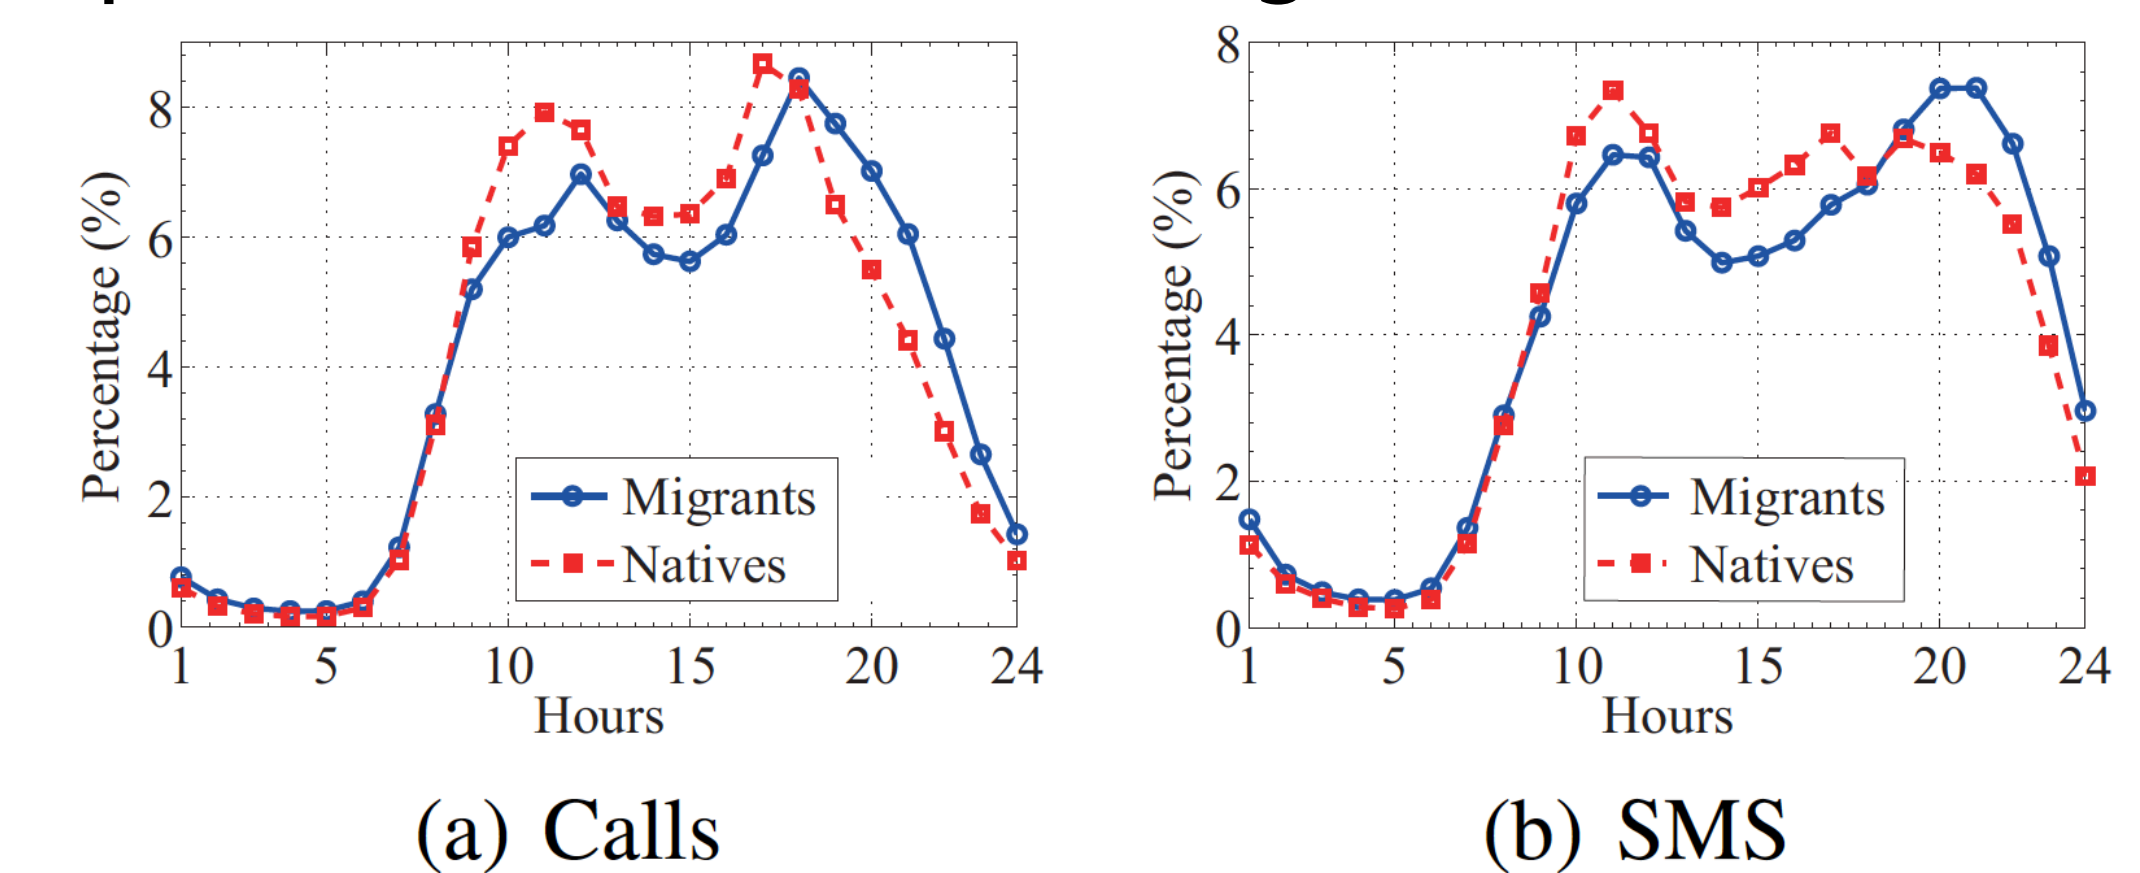 8
6
4
2
0
Percentage (%)
1 5 10 15 20 24
Hours
Migrants
Natives
(a) Calls
8
6
4
2
0
Percentage (%)
1 5 10 15 20 24
Hours
Migrants
Natives
(b) SMS